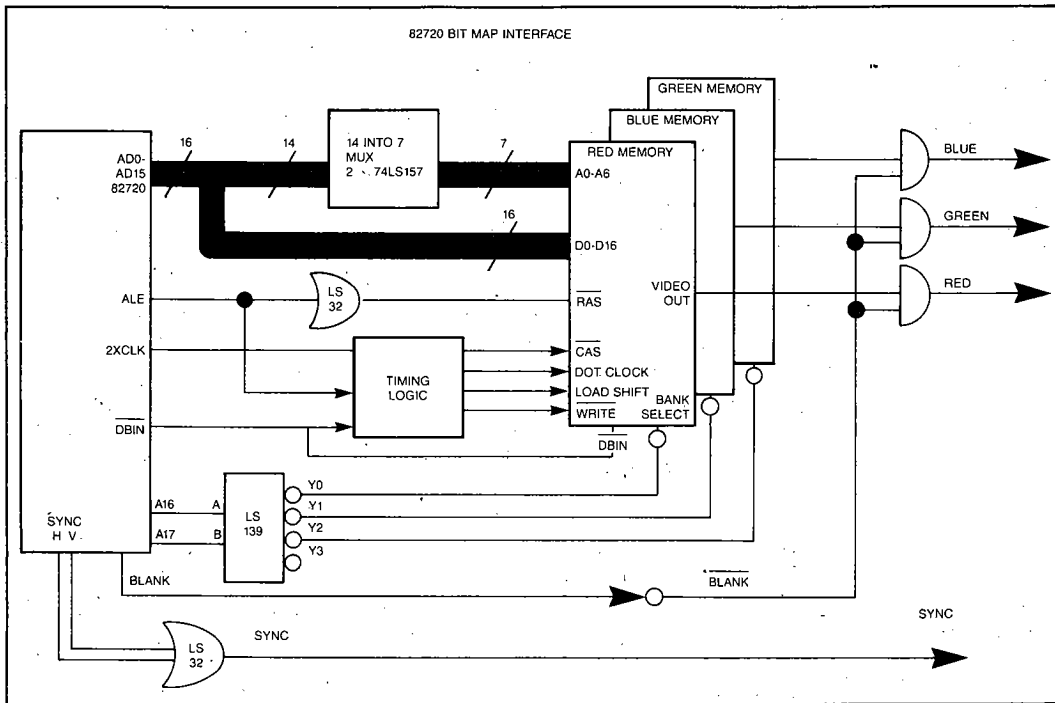 82720 BIT MAP INTERFACE
GREEN MEMORY
BLUE MEMORY
RED MEMORY
16
14
14 INTO 7
MUX
2 74LS157
7
AD0-
AD15
82720
A0-A6
16
D0-D16
BLUE
GREEN
RED
VIDEO
OUT
ALE
LS
32
RAS
2XCLK
TIMING
LOGIC
CAS
DOT CLOCK
LOAD SHIFT
WRITE
BANK
SELECT
DBIN
DBIN
A16
A
LS
139
Y0
Y1
Y2
Y3
A17
B
SYNC
H V
BLANK
BLANK
LS
32
SYNC
SYNC